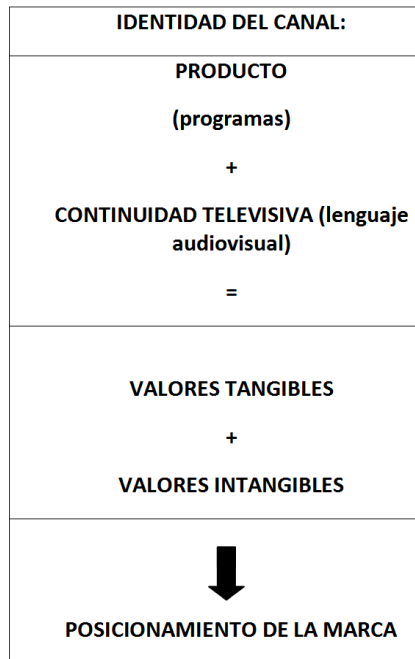 IDENTIDAD DEL CANAL:
PRODUCTO
(programas)
+
CONTINUIDAD TELEVISIVA (lenguaje
audiovisual)
=
VALORES TANGIBLES
+
VALORES INTANGIBLES
POSICIONAMIENTO DE LA MARCA